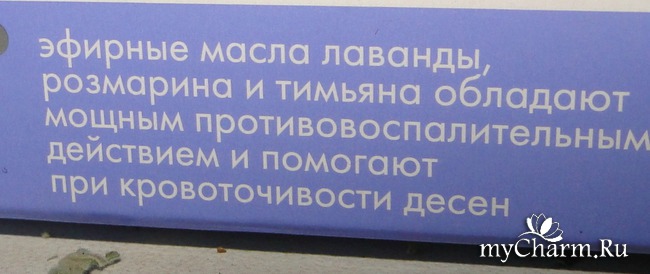 эфирные масла лаванды,
розмарина и тимьяна обладают
мощным противовоспалительным
действием и помогают
при кровоточивости десен
myCharm.Ru